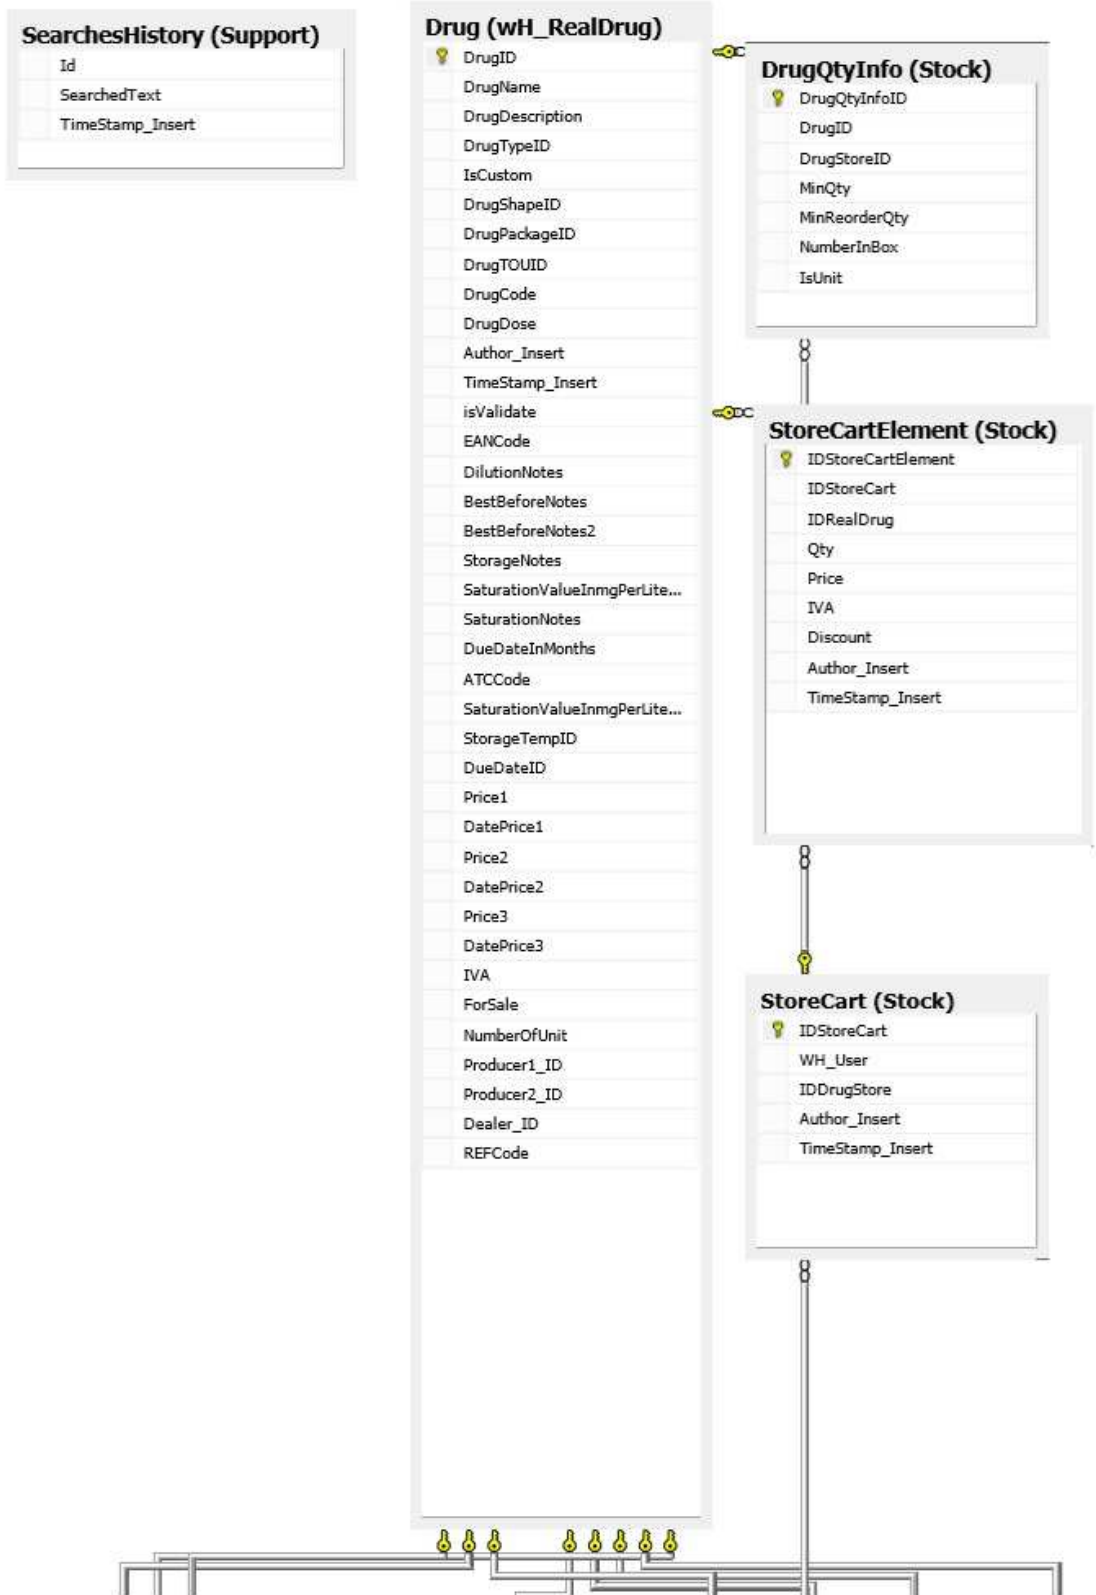 SearchesHistory (Support)
Id
SearchedText
TimeStamp_Insert
Drug (wH_RealDrug)
DrugID
DrugName
DrugDescription
DrugTypeID
IsCustom
DrugShapeID
DrugPackageID
DrugTOUID
DrugCode
DrugDose
Author_Insert
TimeStamp_Insert
isValidate
EANCode
DilutionNotes
BestBeforeNotes
BestBeforeNotes2
StorageNotes
SaturationValueInmgPerLite...
SaturationNotes
DueDateInMonths
ATCCode
SaturationValueInmgPerLite...
StorageTempID
DueDateID
Price1
DatePrice1
Price2
DatePrice2
Price3
DatePrice3
IVA
ForSale
NumberOfUnit
Producer1_ID
Producer2_ID
Dealer_ID
REFCode
DrugQtyInfo (Stock)
DrugQtyInfoID
DrugID
DrugStoreID
MinQty
MinReorderQty
NumberInBox
IsUnit
StoreCartElement (Stock)
IDStoreCartElement
IDStoreCart
IDRealDrug
Qty
Price
IVA
Discount
Author_Insert
TimeStamp_Insert
StoreCart (Stock)
IDStoreCart
WH_User
IDDrugStore
Author_Insert
TimeStamp_Insert